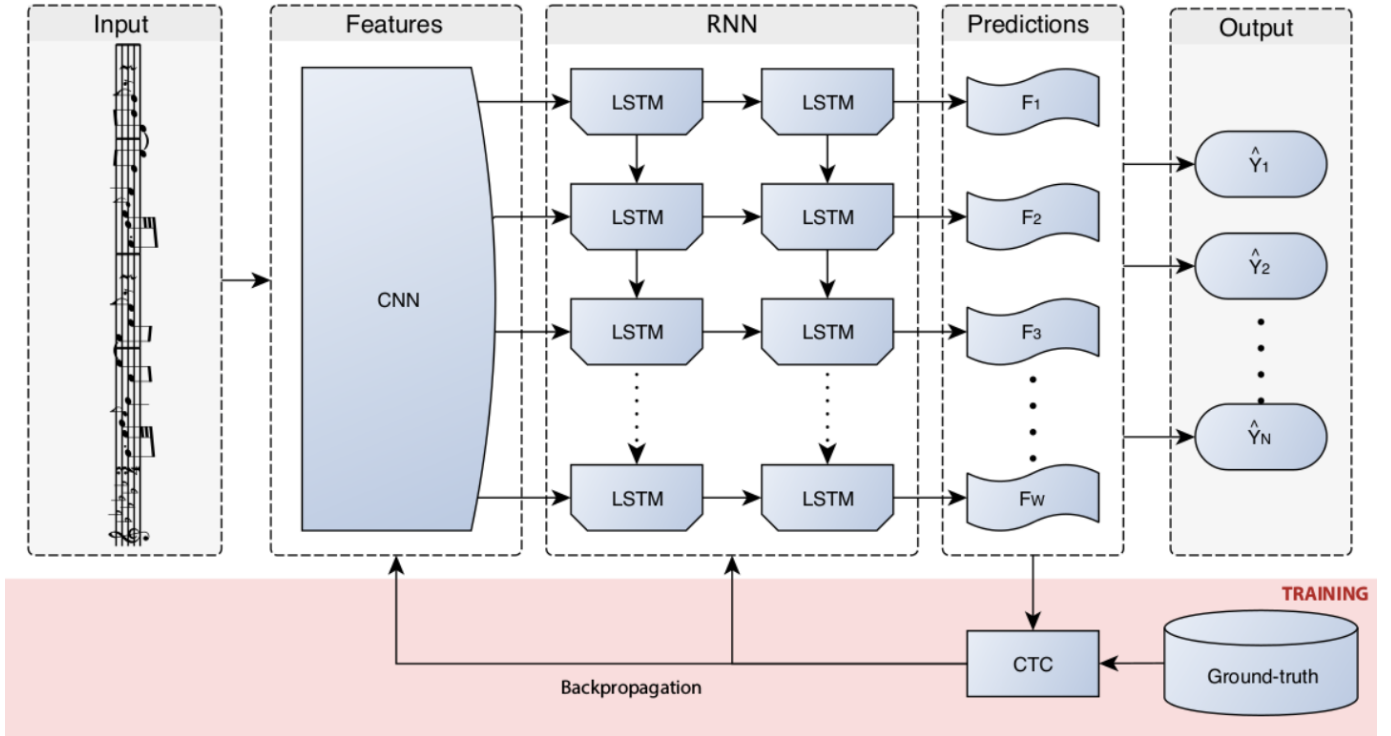 Input
Features
RNN
Predictions
Output
CNN
LSTM
LSTM
F1
LSTM
LSTM
F2
LSTM
LSTM
F3
LSTM
LSTM
FW
Ŷ1
Ŷ2
ŶN
TRAINING
CTC
Ground-truth
Backpropagation